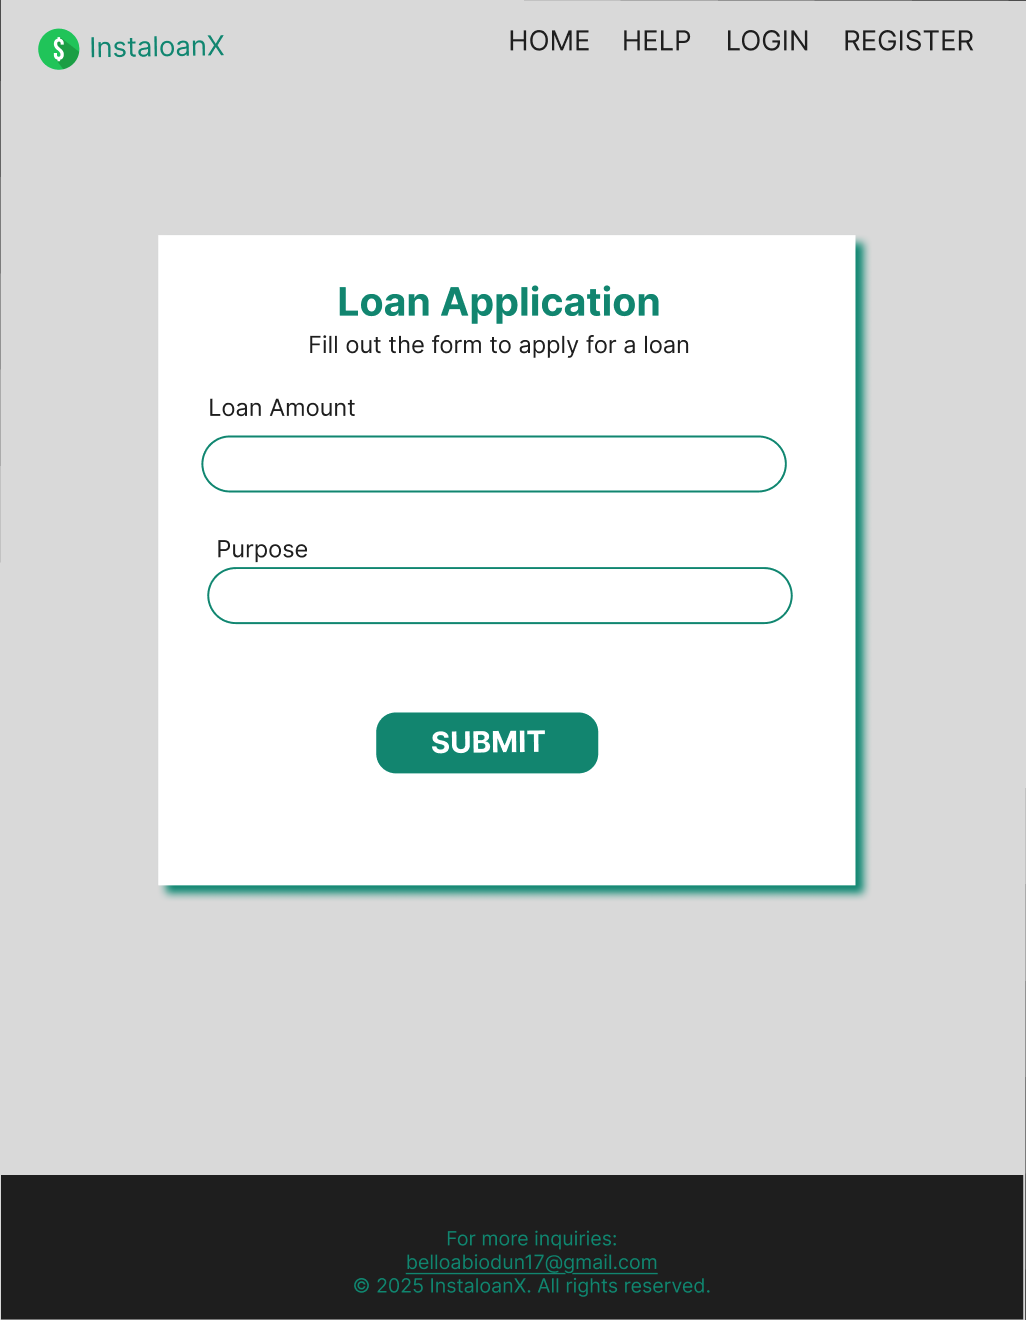 InstaloanX
HOME HELP LOGIN REGISTER
Loan Application
Fill out the form to apply for a loan
Loan Amount
Purpose
SUBMIT
For more inquiries:
belloabiodun17@gmail.com
© 2025 InstaloanX. All rights reserved.